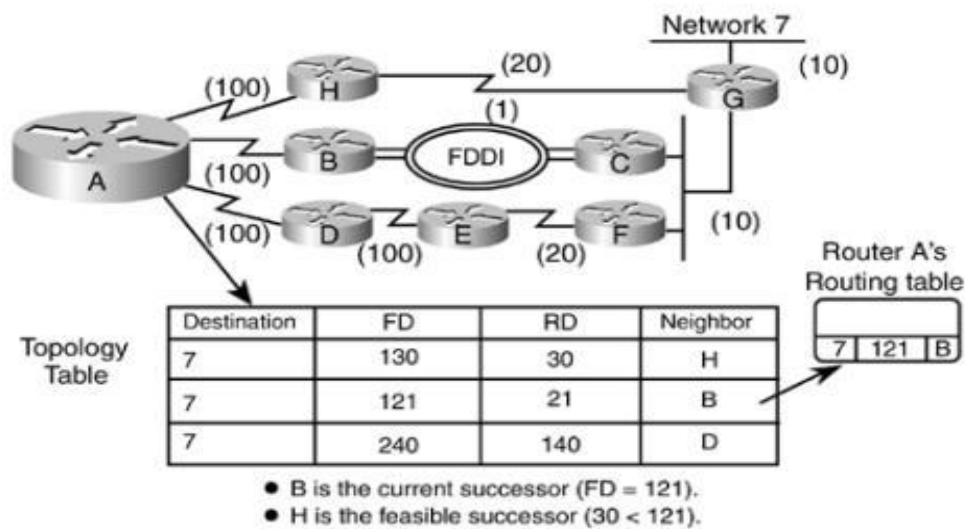 Network 7
(20)
(10)
(100)
H
G
(1)
A
B
FDDI
C
(100)
D
E
F
(10)
(100)
(100)
(20)
Router A's
Routing table
7 121 B
Topology
Table
Destination FD RD Neighbor
7 130 30 H
7 121 21 B
7 240 140 D
● B is the current successor (FD = 121).
● H is the feasible successor (30 < 121).